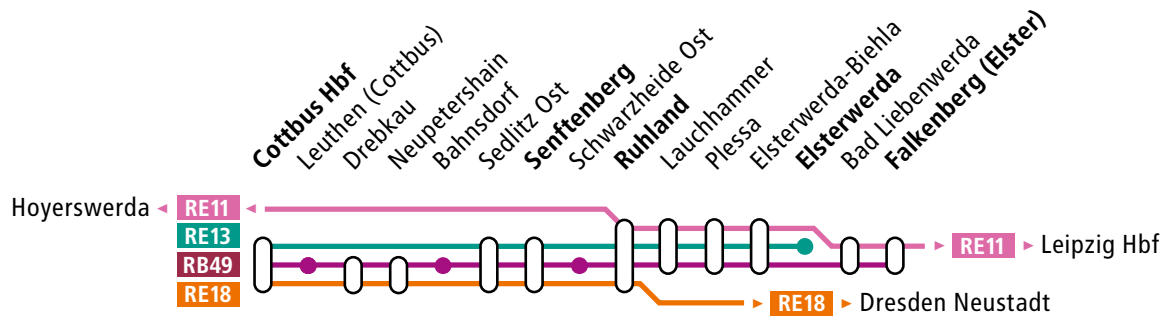 Cottbus Hbf
Leuthen (Cottbus)
Drebkau
Neupetershain
Bahnsdorf
Sedlitz Ost
Senftenberg
Schwarzheide Ost
Ruhland
Lauchhammer
Plessa
Elsterwerda-Biehla
Elsterwerda
Bad Liebenwerda
Falkenberg (Elster)
Hoyerswerda RE11
RE13
RB49
RE18
RE11 Leipzig Hbf
RE18 Dresden Neustadt